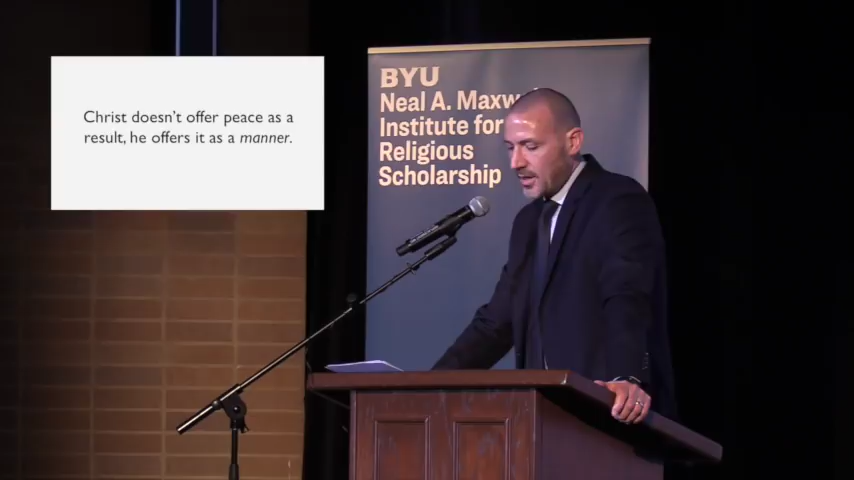 Christ doesn't offer peace as a
result, he offers it as a manner.
BYU
Neal A. Maxw
Institute for
Religious
Scholarship